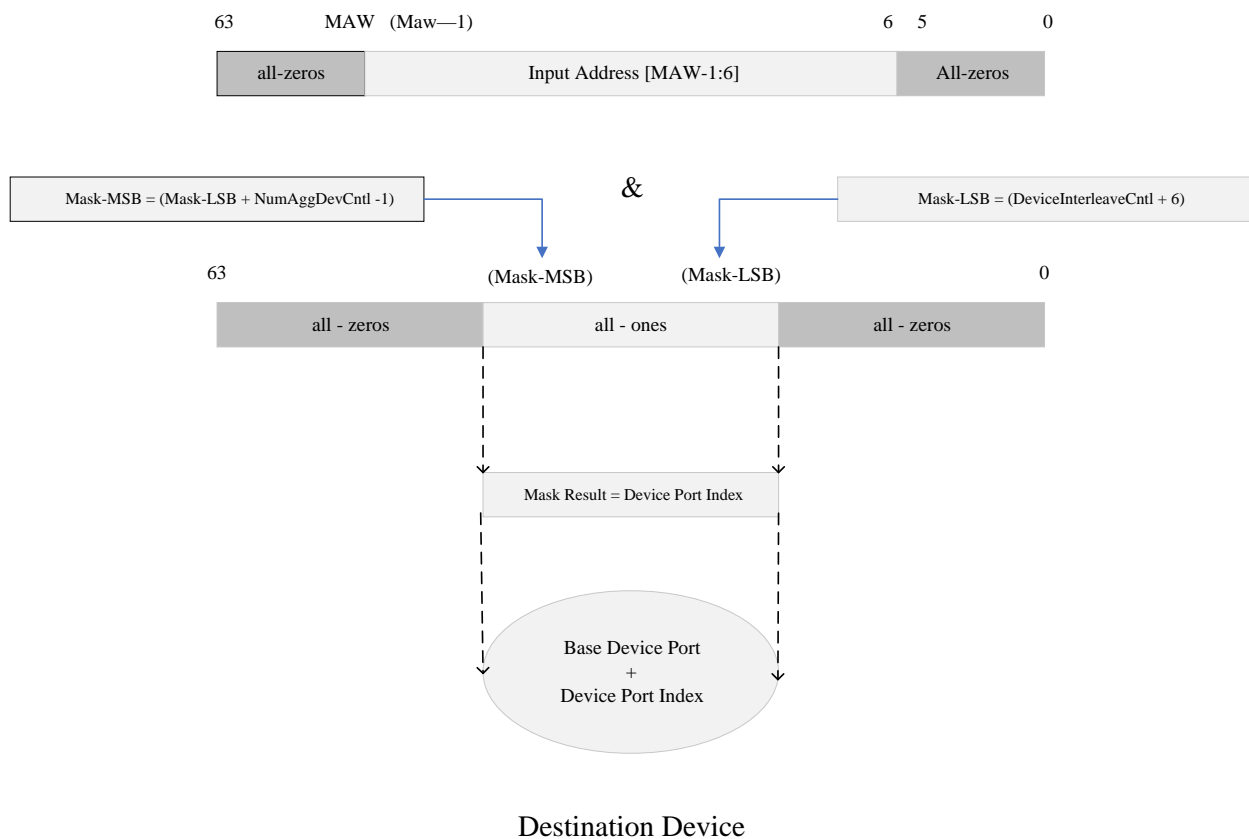 63 MAW (Maw—1) 6 5 0
all-zeros Input Address [MAW-1:6] All-zeros
&
Mask-MSB = (Mask-LSB + NumAggDevCntl -1) Mask-LSB = (DeviceInterleaveCntl + 6)
63 (Mask-MSB) (Mask-LSB) 0
all - zeros all - ones all - zeros
Mask Result = Device Port Index
Base Device Port
+
Device Port Index
Destination Device